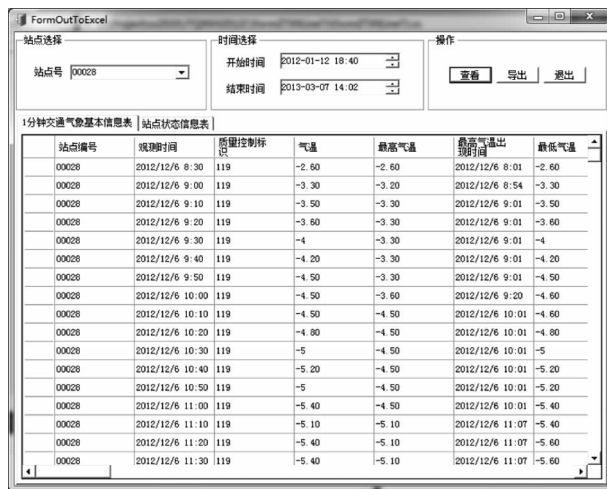 FormOutToExcel
站点选择
时间选择
操作
站点号 00028
开始时间 2012-01-12 18:40
结束时间 2013-03-07 14:02
查看 导出 退出
1分钟交通气象基本信息表 站点状态信息表
站点编号 观测时间 质量控制标识 气温 最高气温 最高气温出现时间 最低气温
00028 2012/12/6 8:30 119 -2.60 -2.60 2012/12/6 8:01 -2.60
00028 2012/12/6 9:00 119 -3.30 -3.20 2012/12/6 8:54 -3.30
00028 2012/12/6 9:10 119 -3.50 -3.30 2012/12/6 9:01 -3.50
00028 2012/12/6 9:20 119 -3.60 -3.30 2012/12/6 9:01 -3.60
00028 2012/12/6 9:30 119 -4 -3.30 2012/12/6 9:01 -4
00028 2012/12/6 9:40 119 -4.20 -3.30 2012/12/6 9:01 -4.20
00028 2012/12/6 9:50 119 -4.50 -3.30 2012/12/6 9:01 -4.50
00028 2012/12/6 10:00 119 -4.50 -3.60 2012/12/6 9:20 -4.60
00028 2012/12/6 10:10 119 -4.50 -4.50 2012/12/6 10:01 -4.60
00028 2012/12/6 10:20 119 -4.80 -4.50 2012/12/6 10:01 -4.80
00028 2012/12/6 10:30 119 -5 -4.50 2012/12/6 10:01 -5
00028 2012/12/6 10:40 119 -5.20 -4.50 2012/12/6 10:01 -5.20
00028 2012/12/6 10:50 119 -5 -4.50 2012/12/6 10:01 -5.20
00028 2012/12/6 11:00 119 -5.40 -4.50 2012/12/6 10:01 -5.40
00028 2012/12/6 11:10 119 -5.10 -5.10 2012/12/6 11:07 -5.40
00028 2012/12/6 11:20 119 -5.40 -5.10 2012/12/6 11:07 -5.60
00028 2012/12/6 11:30 119 -5.40 -5.10 2012/12/6 11:07 -5.60